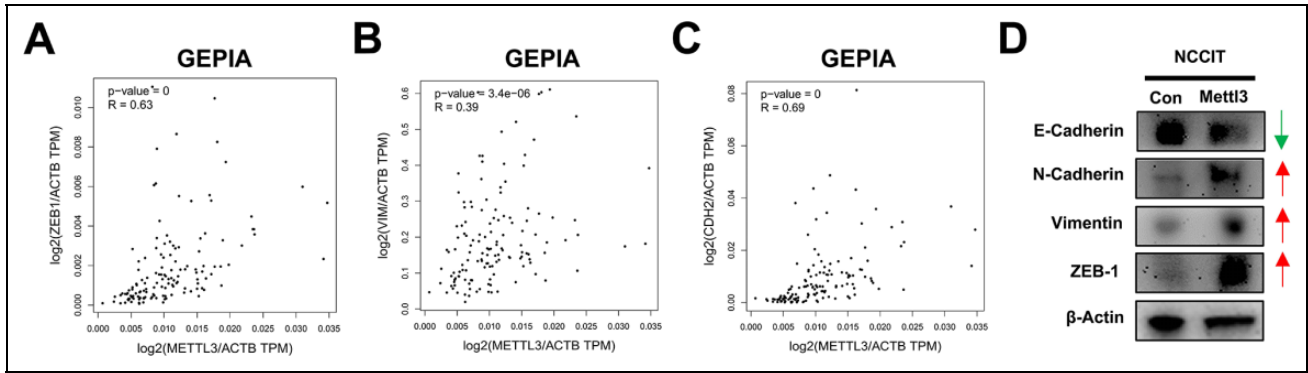 A
GEPIA
p-value = 0
R = 0.63
log2(ZEB1/ACTB TPM)
0.010
0.008
0.006
0.004
0.002
0.000
0.000 0.005 0.010 0.015 0.020 0.025 0.030 0.035
log2(METTL3/ACTB TPM)
B
GEPIA
p-value = 3.4e-06
R = 0.39
log2(VIM/ACTB TPM)
0.6
0.5
0.4
0.3
0.2
0.1
0.0
0.000 0.005 0.010 0.015 0.020 0.025 0.030 0.035
log2(METTL3/ACTB TPM)
C
GEPIA
p-value = 0
R = 0.69
log2(CDH2/ACTB TPM)
0.08
0.06
0.04
0.02
0.00
0.000 0.005 0.010 0.015 0.020 0.025 0.030 0.035
log2(METTL3/ACTB TPM)
D
NCCIT
Con Mettl3
E-Cadherin
N-Cadherin
Vimentin
ZEB-1
β-Actin